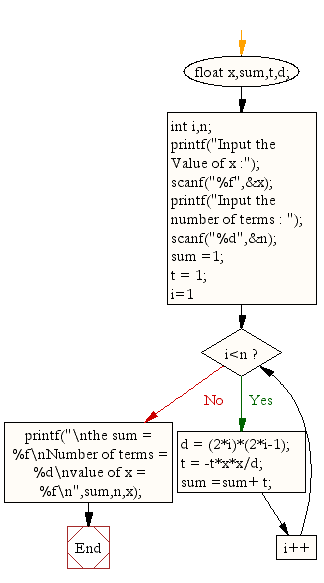 float x,sum,t,d;
int i,n;
printf("Input the
Value of x :");
scanf("%f",&x);
printf("Input the
number of terms : ");
scanf("%d",&n);
sum =1;
t = 1;
i=1
i<n ?
No
Yes
printf("\nthe sum =
%f\nNumber of terms =
%d\nvalue of x =
%f\n",sum,n,x);
d = (2*i)*(2*i-1);
t = -t*x*x/d;
sum =sum+ t;
End
i++